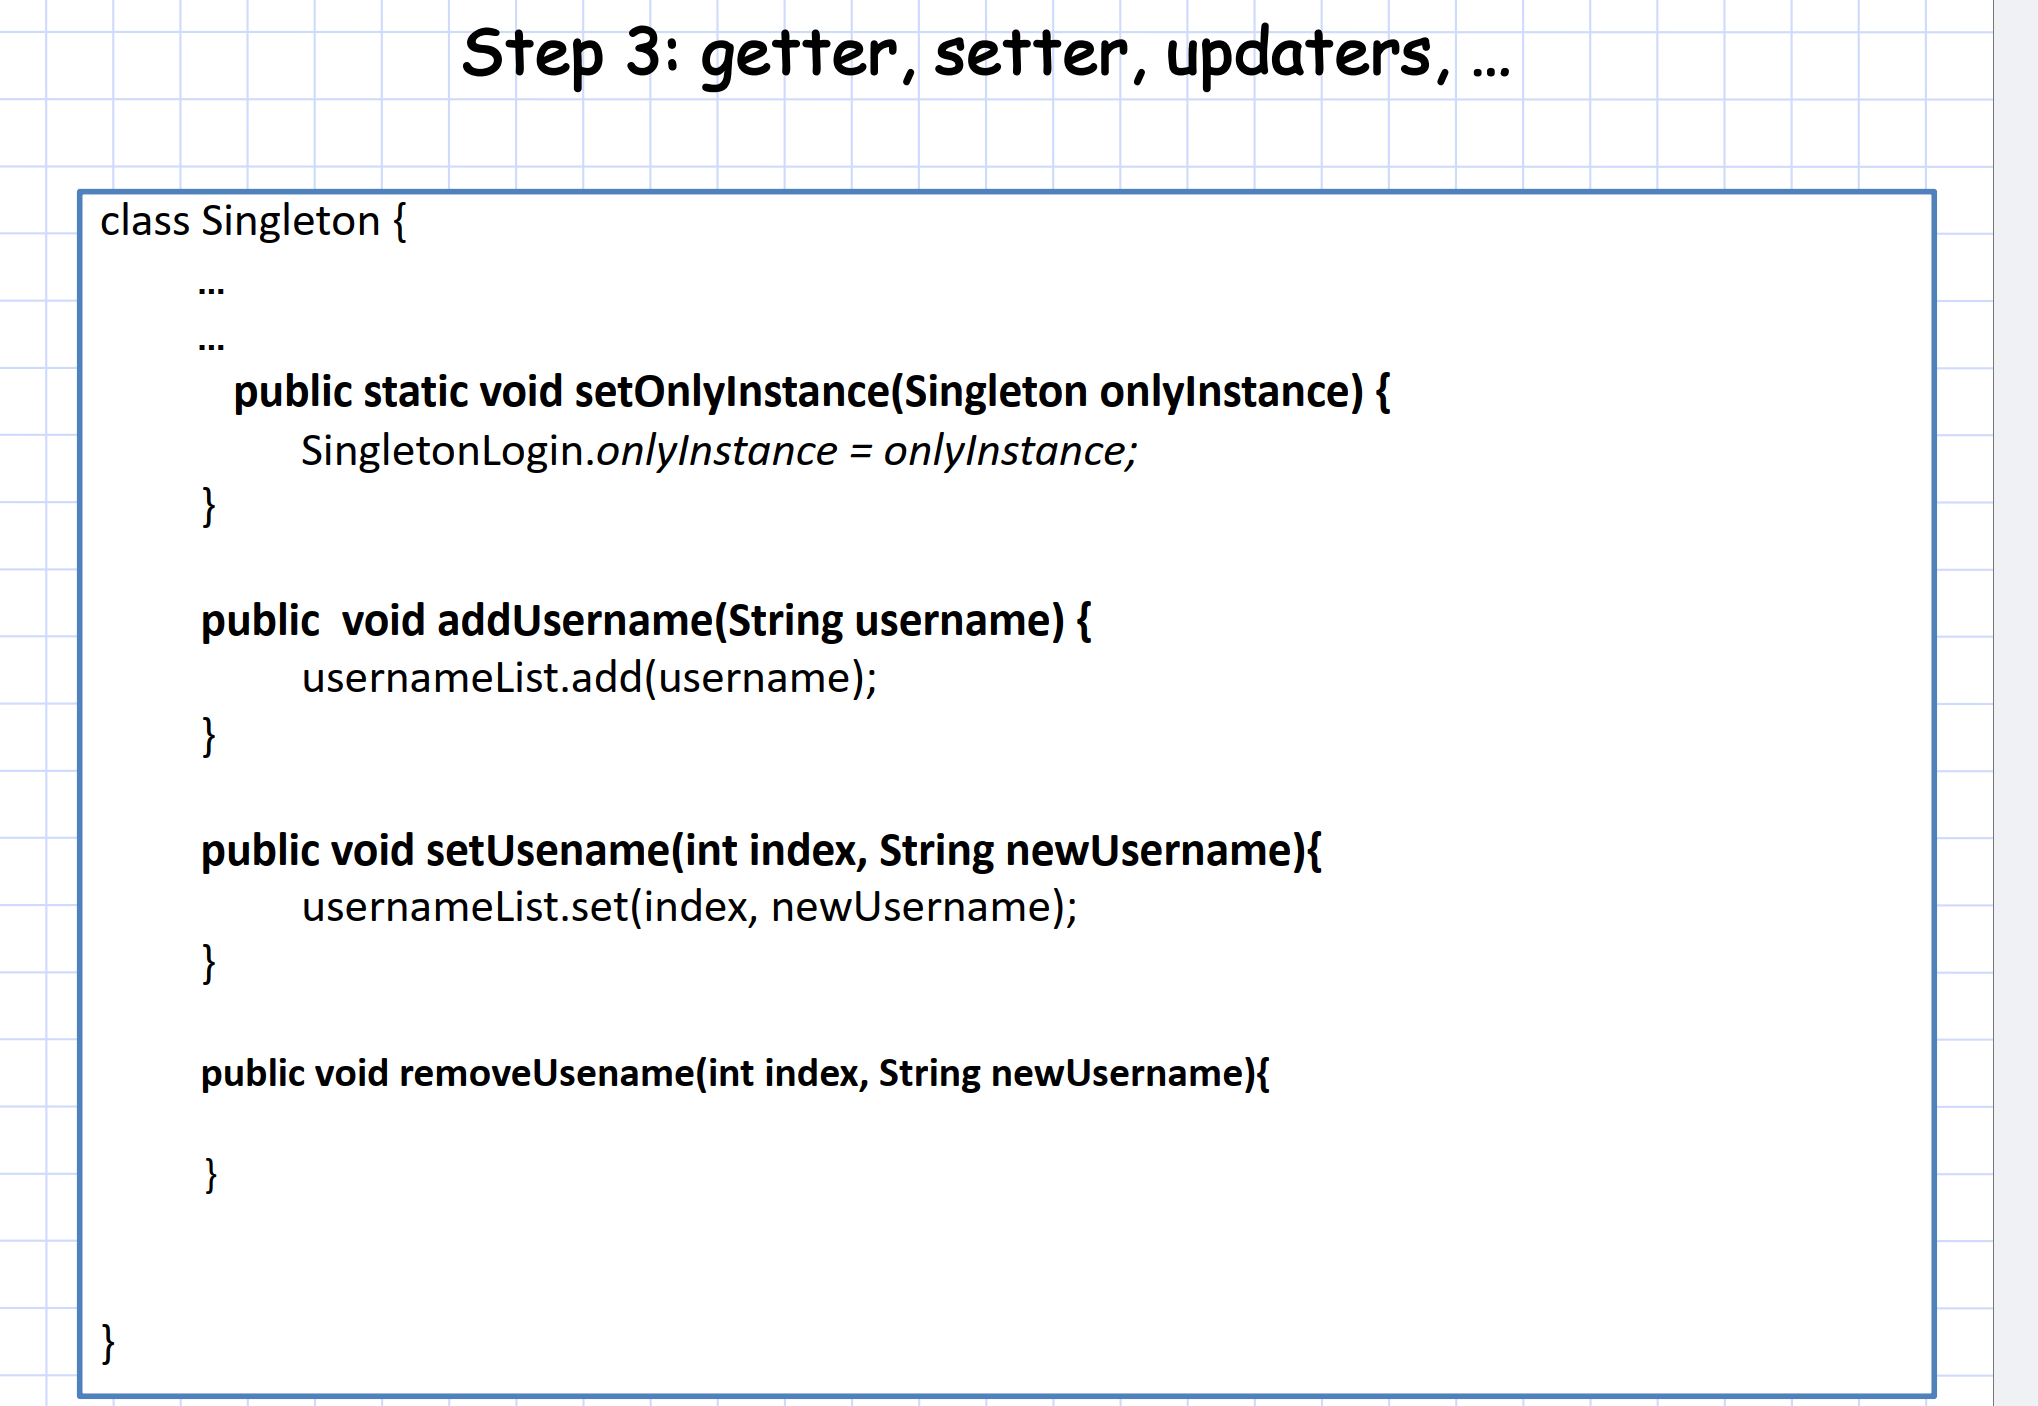 Step 3: getter, setter, updaters, ...
class Singleton {
...
...
public static void setOnlyInstance(Singleton onlyInstance) {
SingletonLogin.onlyInstance = onlyInstance;
}
public  void addUsername(String username) {
usernameList.add(username);
}
public void setUsename(int index, String newUsername){
usernameList.set(index, newUsername);
}
public void removeUsename(int index, String newUsername){
}
}